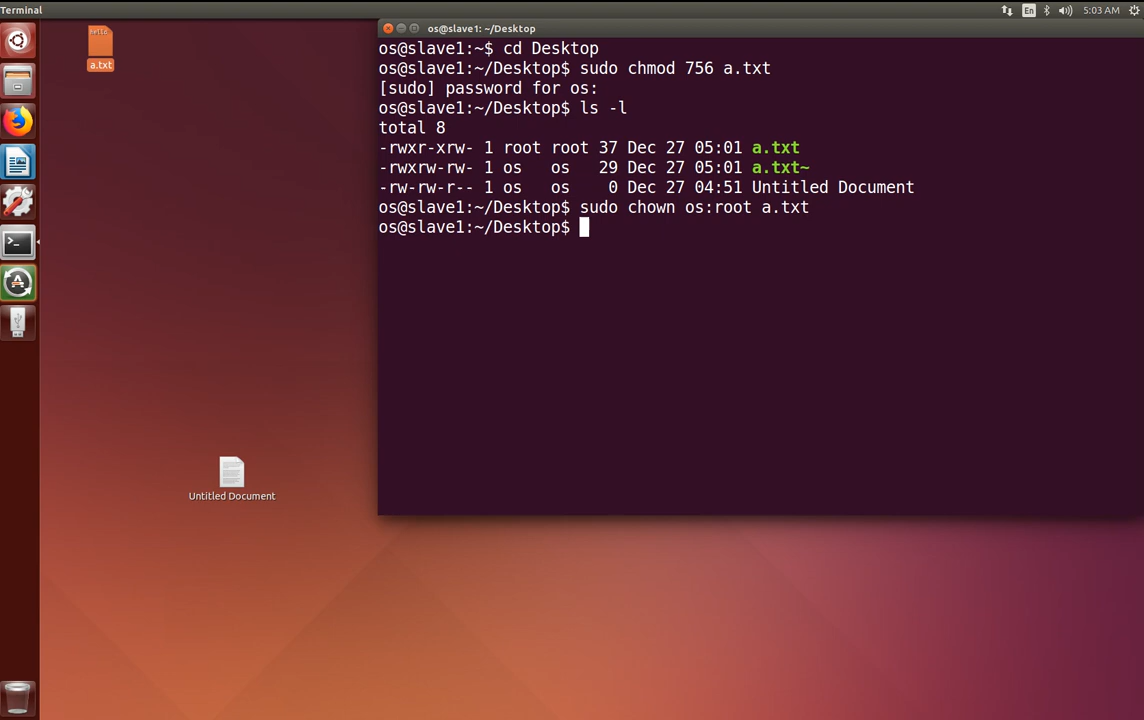 Terminal
En
5:03 AM
hello
a.txt
os@slave1: ~/Desktop
os@slave1:~$ cd Desktop
os@slave1:~/Desktop$ sudo chmod 756 a.txt
[sudo] password for os:
os@slave1:~/Desktop$ ls -l
total 8
-rwxr-xrw- 1 root root 37 Dec 27 05:01 a.txt
-rwxrw-rw- 1 os   os   29 Dec 27 05:01 a.txt~
-rw-rw-r-- 1 os   os    0 Dec 27 04:51 Untitled Document
os@slave1:~/Desktop$ sudo chown os:root a.txt
os@slave1:~/Desktop$
Untitled Document